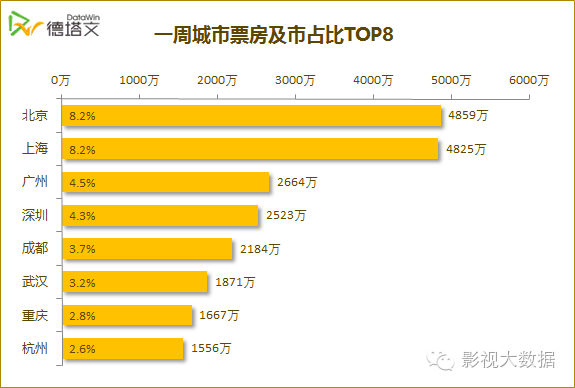 DataWin
德塔文
一周城市票房及市占比TOP8
0万 1000万 2000万 3000万 4000万 5000万 6000万
北京 8.2% 4859万
上海 8.2% 4825万
广州 4.5% 2664万
深圳 4.3% 2523万
成都 3.7% 2184万
武汉 3.2% 1871万
重庆 2.8% 1667万
杭州 2.6% 1556万
影视大数据